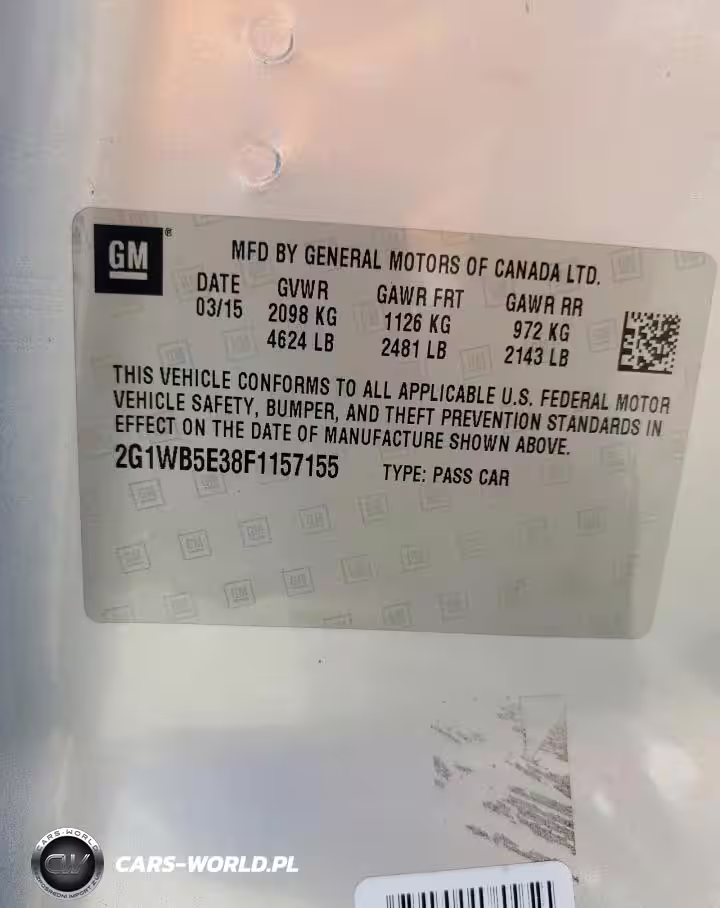 GM®
MFD BY GENERAL MOTORS OF CANADA LTD.
DATE GVWR GAWR FRT GAWR RR
03/15 2098 KG 1126 KG 972 KG
4624 LB 2481 LB 2143 LB
THIS VEHICLE CONFORMS TO ALL APPLICABLE U.S. FEDERAL MOTOR
VEHICLE SAFETY, BUMPER, AND THEFT PREVENTION STANDARDS IN
EFFECT ON THE DATE OF MANUFACTURE SHOWN ABOVE.
2G1WB5E38F1157155 TYPE: PASS CAR
CARS-WORLD
CW
CARS-WORLD.PL